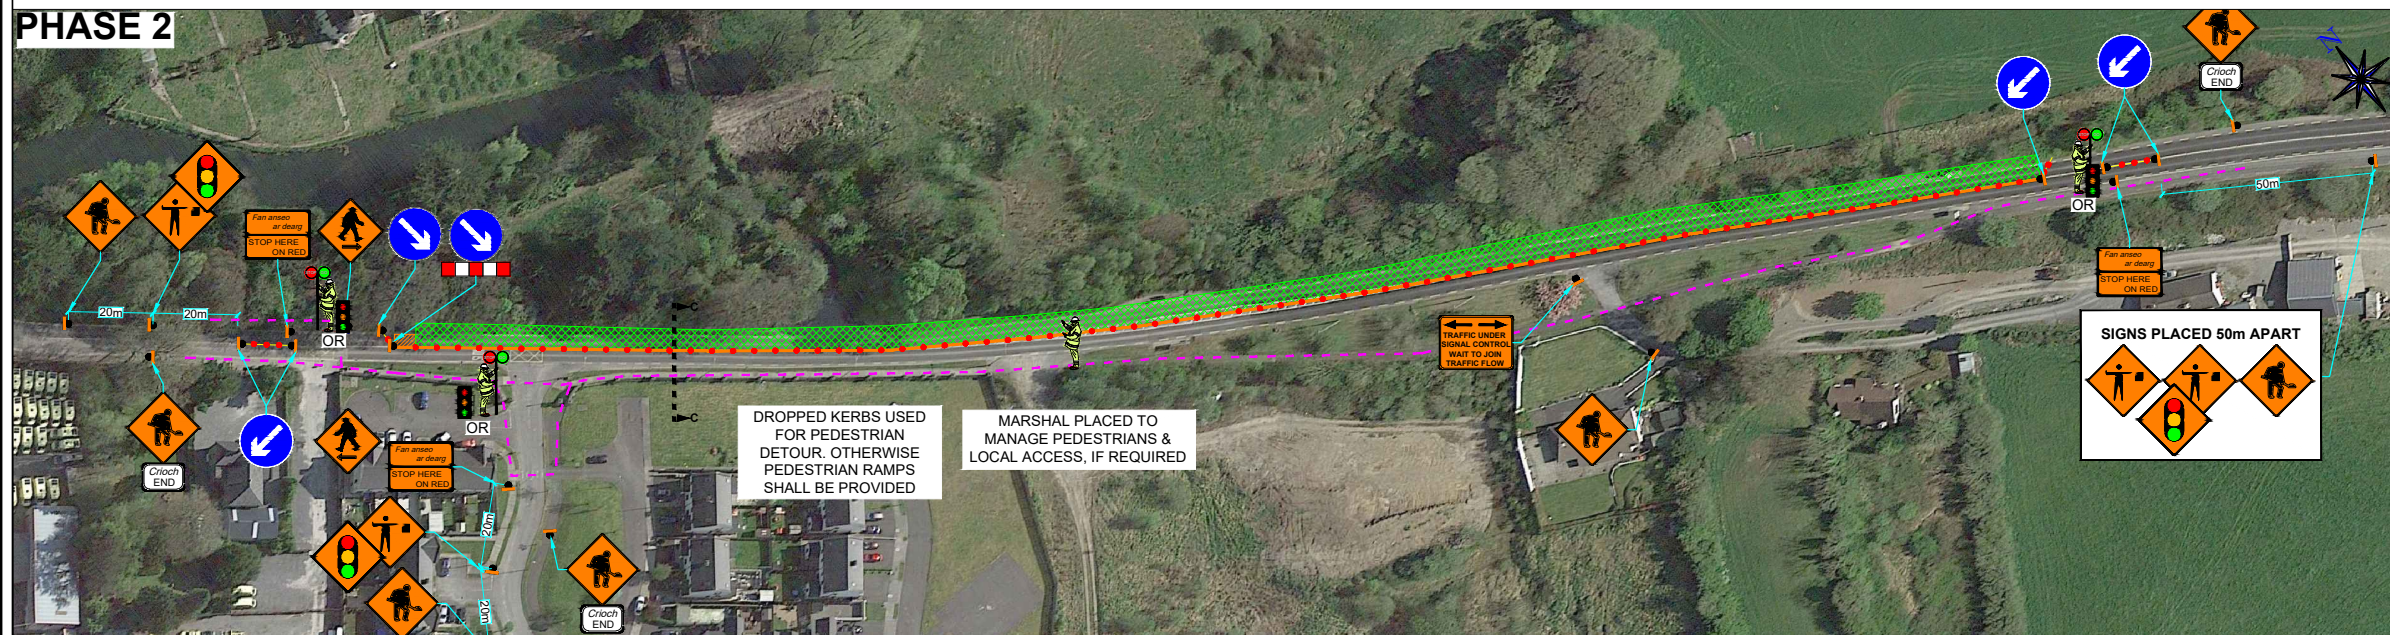 PHASE 2
N
Crioch
END
50m
Fan anseo
ar dearg
STOP HERE
ON RED
20m
20m
OR
OR
Fan anseo
ar dearg
STOP HERE
ON RED
C
TRAFFIC UNDER
SIGNAL CONTROL
WAIT TO JOIN
TRAFFIC FLOW
SIGNS PLACED 50m APART
C
DROPPED KERBS USED
FOR PEDESTRIAN
DETOUR. OTHERWISE
PEDESTRIAN RAMPS
SHALL BE PROVIDED
MARSHAL PLACED TO
MANAGE PEDESTRIANS &
LOCAL ACCESS, IF REQUIRED
OR
Crioch
END
Fan anseo
ar dearg
STOP HERE
ON RED
20m
20m
Crioch
END